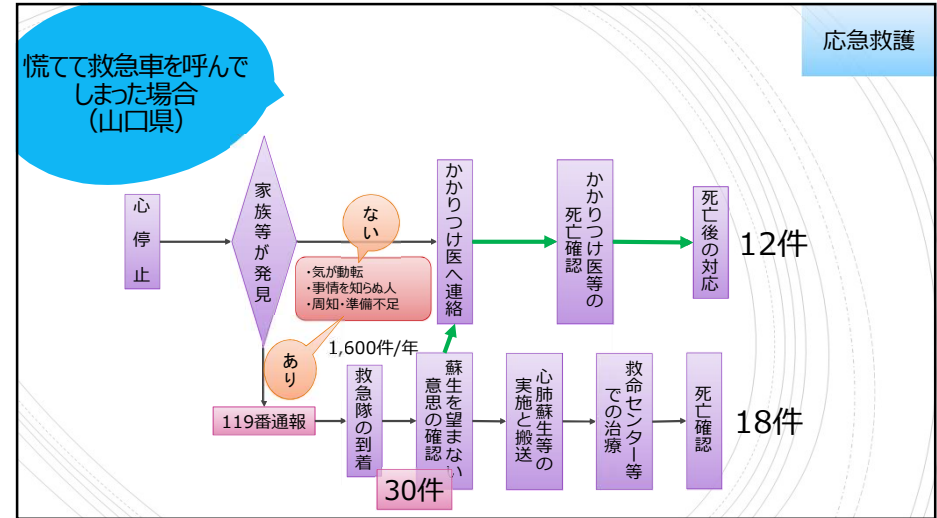 慌てて救急車を呼んで
しまった場合
（山口県）
応急救護
心停止
家族等が発見
ない
・気が動転
・事情を知らぬ人
・周知・準備不足
あり
かかりつけ医へ連絡
かかりつけ医等の
死亡確認
死亡後の対応
12件
1,600件/年
119番通報
救急隊の到着
蘇生を望まない
意思の確認
30件
心肺蘇生等の
実施と搬送
救命センター等
での治療
死亡確認
18件